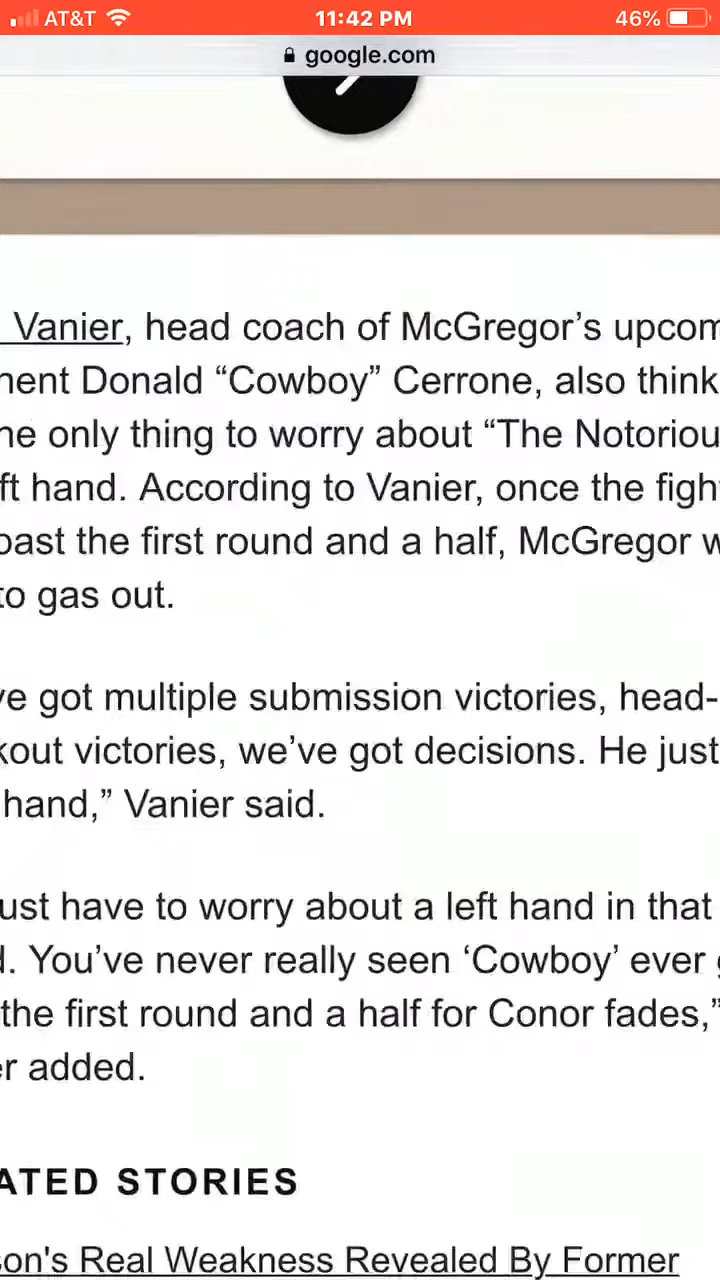 AT&T 11:42 PM 46%
google.com
Vanier, head coach of McGregor’s upcom
nent Donald “Cowboy” Cerrone, also think
he only thing to worry about “The Notoriou
ft hand. According to Vanier, once the figh
past the first round and a half, McGregor w
to gas out.
ve got multiple submission victories, head-
kout victories, we’ve got decisions. He just
hand,” Vanier said.
ust have to worry about a left hand in that
d. You’ve never really seen ‘Cowboy’ ever g
the first round and a half for Conor fades,”
er added.
ATED STORIES
son's Real Weakness Revealed By Former